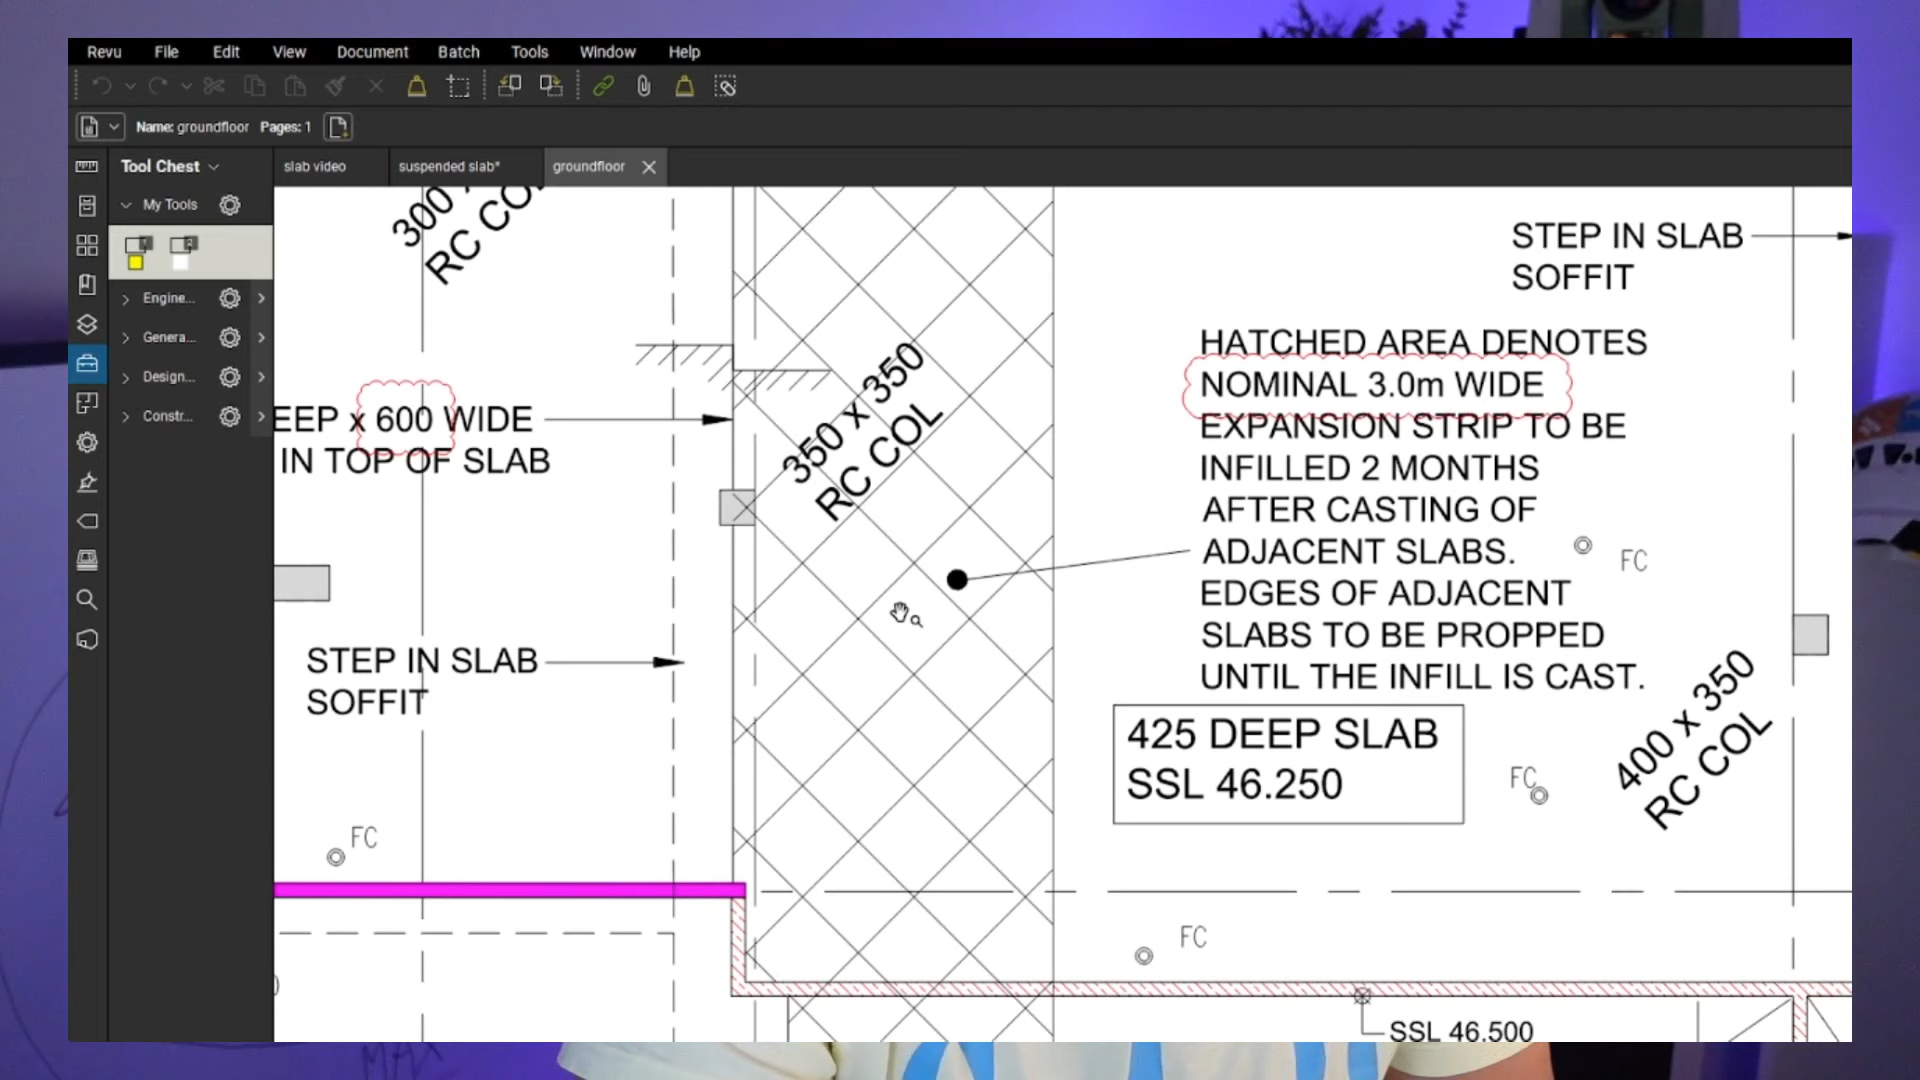 Revu File Edit View Document Batch Tools Window Help
Name: groundfloor Pages: 1
Tool Chest
slab video
suspended slab*
groundfloor
My Tools
Engine...
Genera...
Design...
Constr...
300
RC COL
STEP IN SLAB
SOFFIT
HATCHED AREA DENOTES
NOMINAL 3.0m WIDE
EXPANSION STRIP TO BE
INFILLED 2 MONTHS
AFTER CASTING OF
ADJACENT SLABS.
EDGES OF ADJACENT
SLABS TO BE PROPPED
UNTIL THE INFILL IS CAST.
EEP x 600 WIDE
IN TOP OF SLAB
350 x 350
RC COL
FC
STEP IN SLAB
SOFFIT
425 DEEP SLAB
SSL 46.250
400 x 350
RC COL
FC
FC
FC
SSL 46.500
MAX